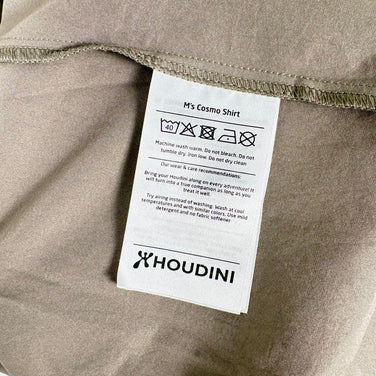 M's Cosmo Shirt
40
Machine wash warm. Do not bleach. Do not
tumble dry. Iron low. Do not dry clean
Our wear & care recommendations:
Bring your Houdini along on every adventure! It
will turn into a true companion as long as you
treat it well
Try airing instead of washing. Wash at cool
temperatures and with similar colors. Use mild
detergent and no fabric softener
HOUDINI